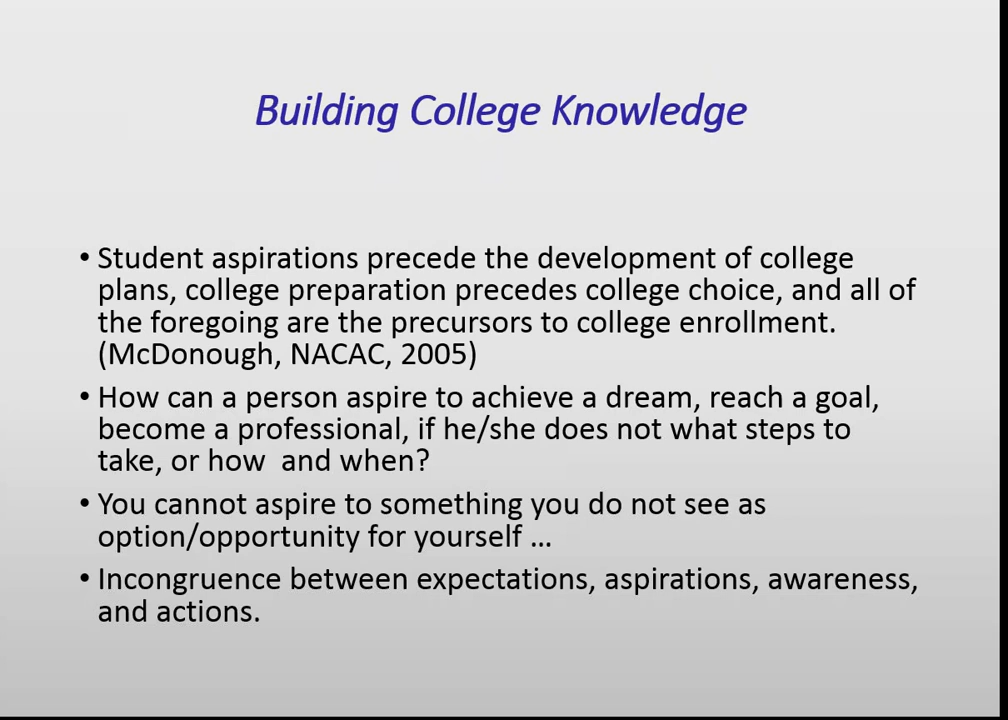 Building College Knowledge
• Student aspirations precede the development of college
plans, college preparation precedes college choice, and all of
the foregoing are the precursors to college enrollment.
(McDonough, NACAC, 2005)
• How can a person aspire to achieve a dream, reach a goal,
become a professional, if he/she does not what steps to
take, or how  and when?
• You cannot aspire to something you do not see as
option/opportunity for yourself ...
• Incongruence between expectations, aspirations, awareness,
and actions.